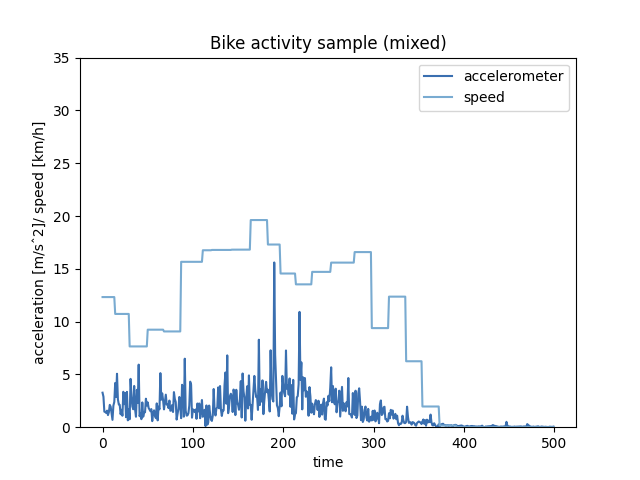 Bike activity sample (mixed)
accelerometer
speed
35
30
25
20
15
10
5
0
acceleration [m/s^2]/ speed [km/h]
0 100 200 300 400 500
time